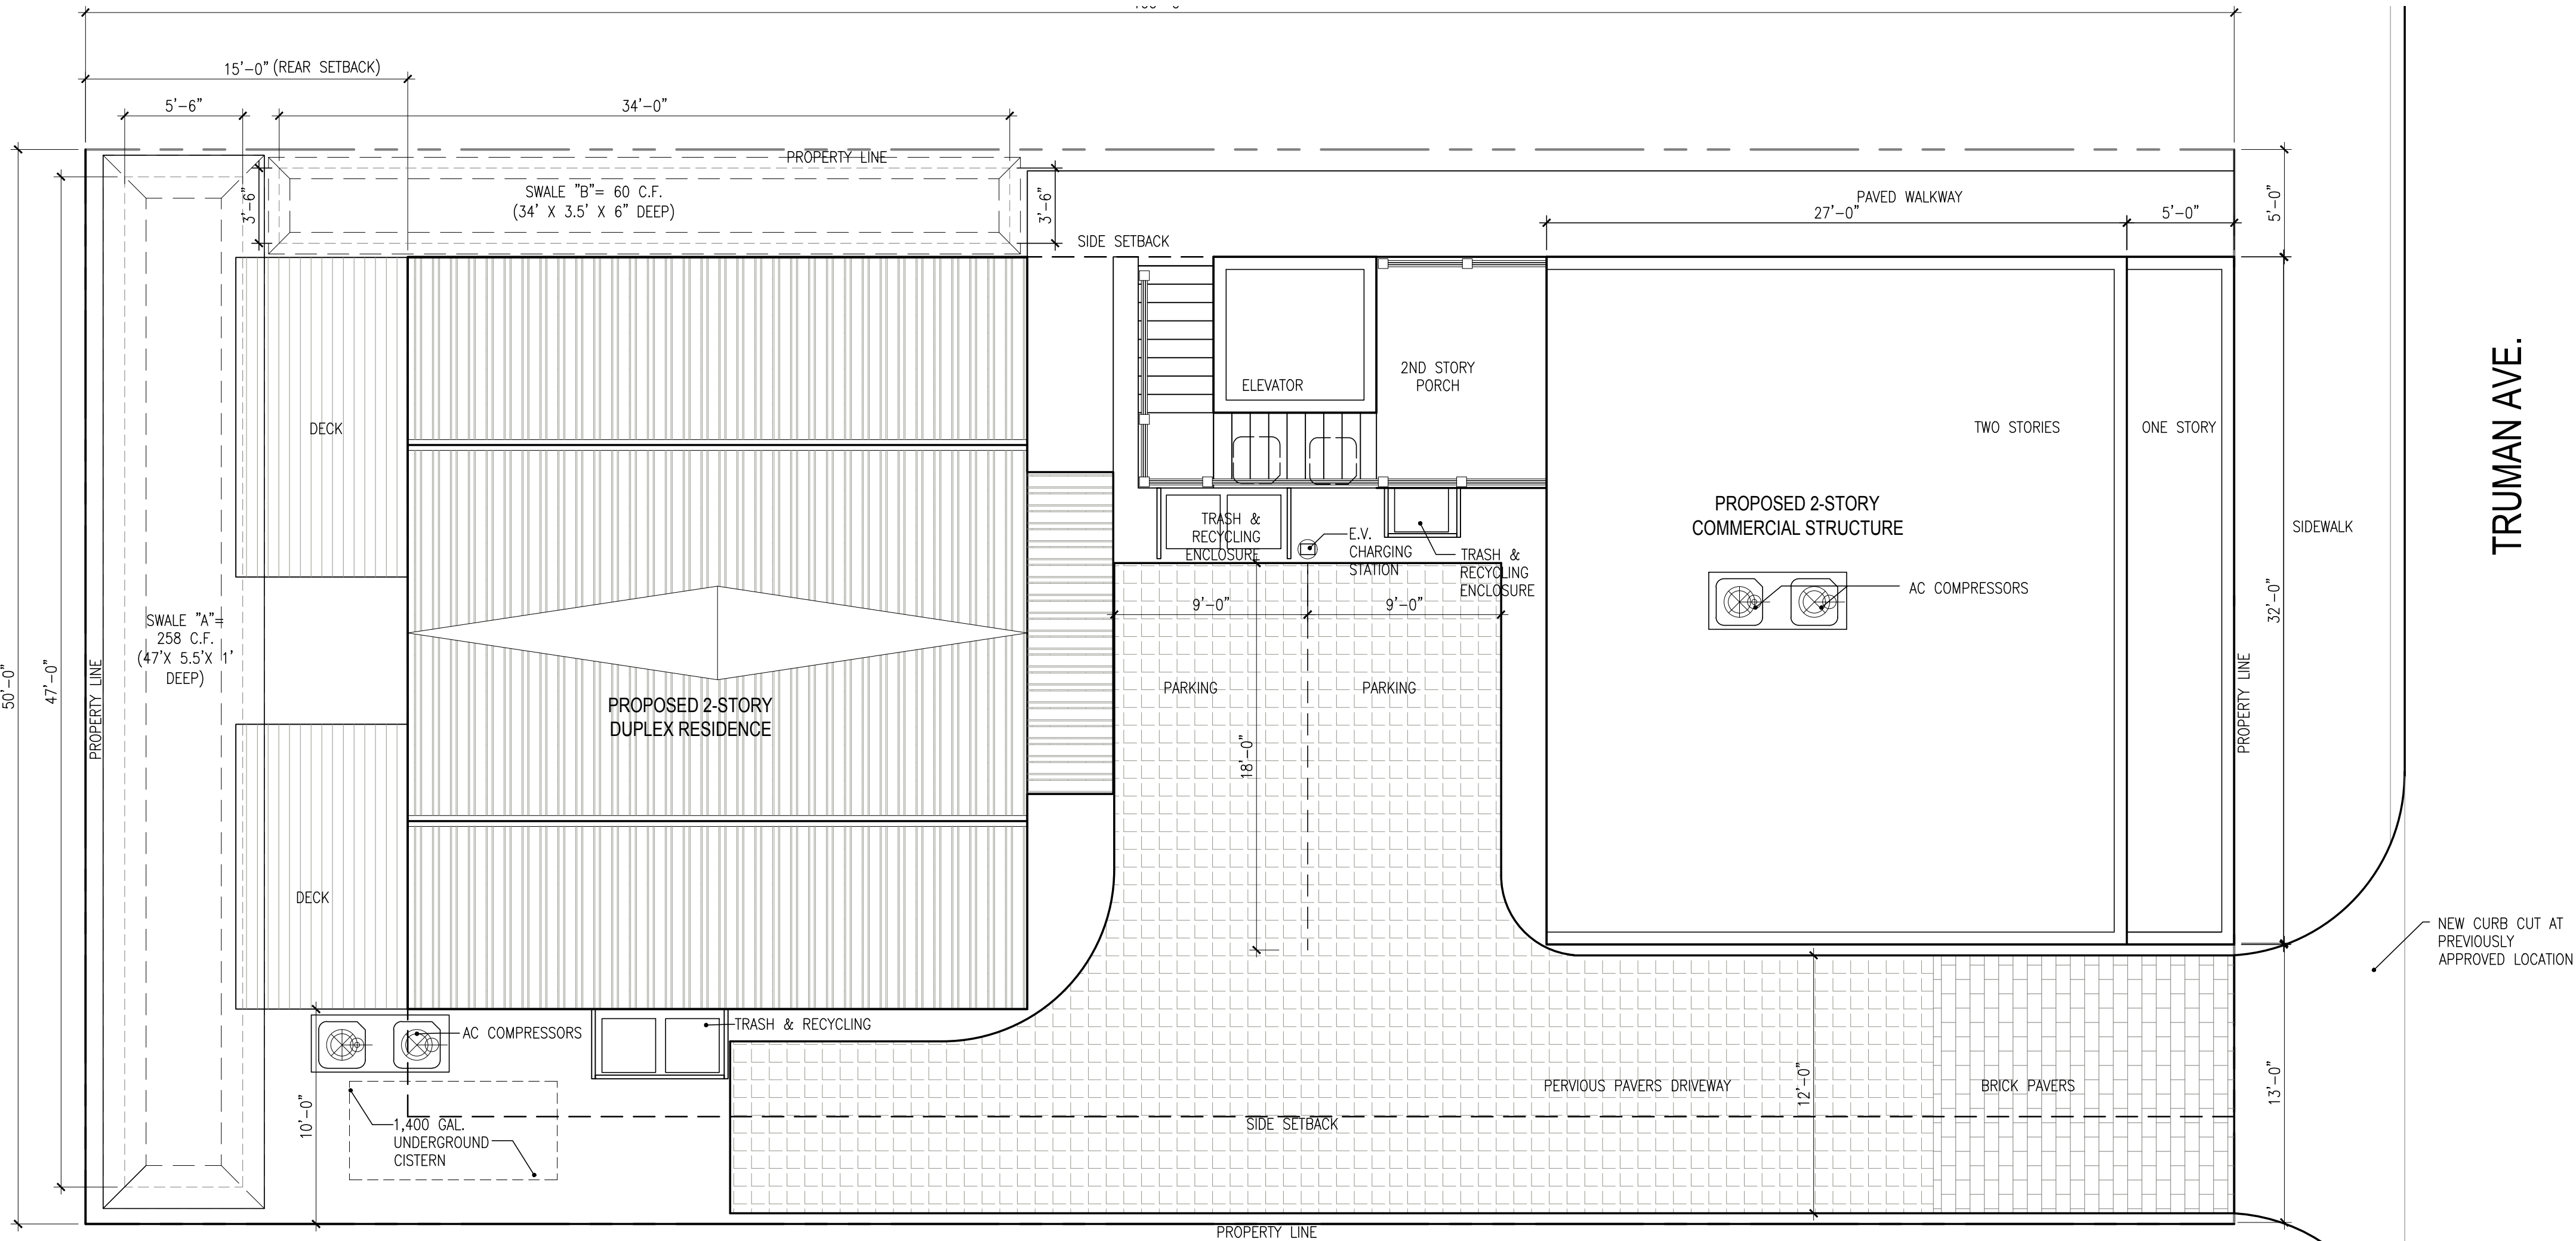 15'-0" (REAR SETBACK)
5'-6"
34'-0"
PROPERTY LINE
SWALE "B"= 60 C.F.
(34' X 3.5' X 6" DEEP)
3'-6"
3'-6"
SIDE SETBACK
PAVED WALKWAY
27'-0"
5'-0"
5'-0"
ELEVATOR
2ND STORY
PORCH
DECK
TWO STORIES
ONE STORY
TRUMAN AVE.
PROPOSED 2-STORY
COMMERCIAL STRUCTURE
SIDEWALK
TRASH &
RECYCLING
ENCLOSURE
E.V.
CHARGING
STATION
TRASH &
RECYCLING
ENCLOSURE
AC COMPRESSORS
9'-0"
9'-0"
32'-0"
SWALE "A"=
258 C.F.
(47'X 5.5'X 1'
DEEP)
50'-0"
47'-0"
PROPERTY LINE
PROPOSED 2-STORY
DUPLEX RESIDENCE
PARKING
PARKING
18'-0"
PROPERTY LINE
DECK
NEW CURB CUT AT
PREVIOUSLY
APPROVED LOCATION
AC COMPRESSORS
TRASH & RECYCLING
10'-0"
1,400 GAL.
UNDERGROUND
CISTERN
SIDE SETBACK
PERVIOUS PAVERS DRIVEWAY
12'-0"
BRICK PAVERS
13'-0"
PROPERTY LINE